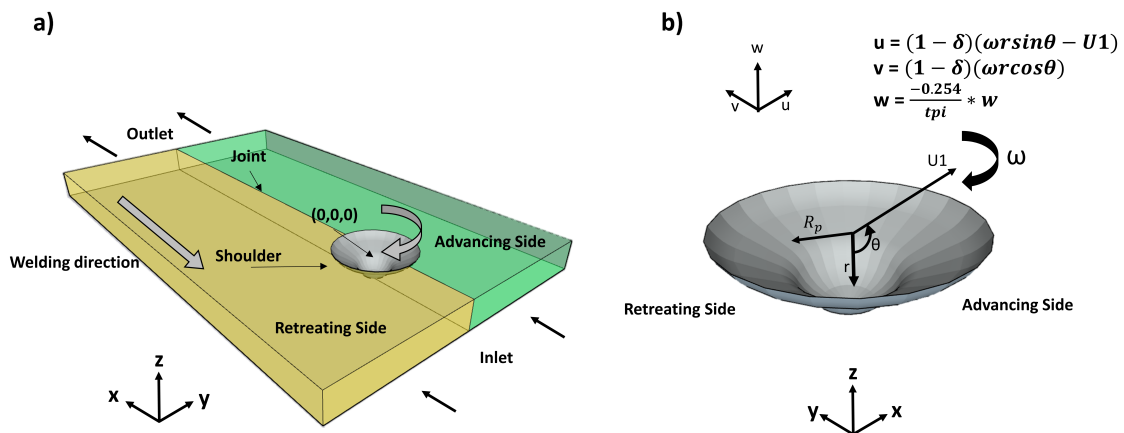 a)
Outlet
Joint
(0,0,0)
Advancing Side
Shoulder
Welding direction
Retreating Side
Inlet
z
x
y
b)
w
v
u
u = (1 − δ)(ωrsinθ − U1)
v = (1 − δ)(ωrcosθ)
w = −0.254/tpi * w
U1
ω
R_p
θ
r
Retreating Side
Advancing Side
z
y
x